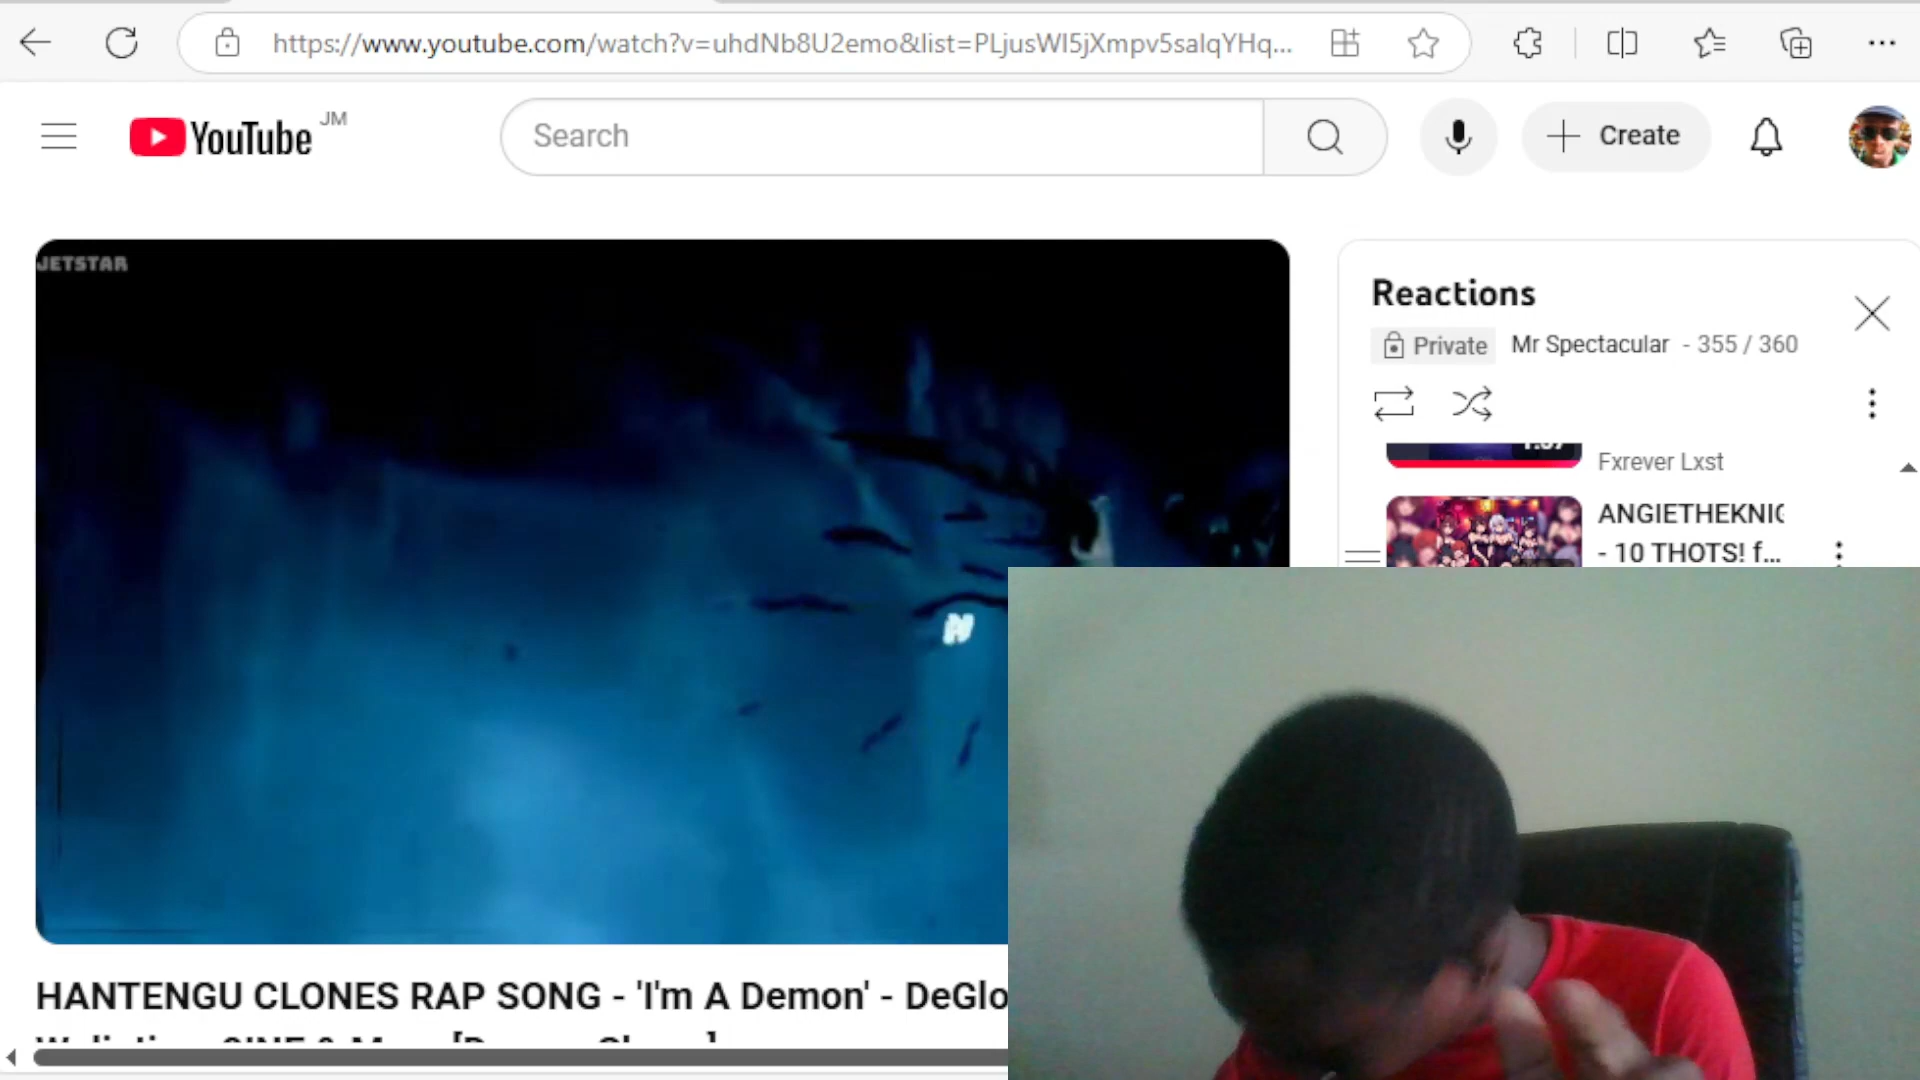 https://www.youtube.com/watch?v=uhdNb8U2emo&list=PLjusWI5jXmpv5salqYHq...
YouTube JM
Search
Create
JETSTAR
Reactions
Private Mr Spectacular - 355 / 360
Fxrever Lxst
ANGIETHEKNIG
- 10 THOTS! f...
N
HANTENGU CLONES RAP SONG - 'I'm A Demon' - DeGlo